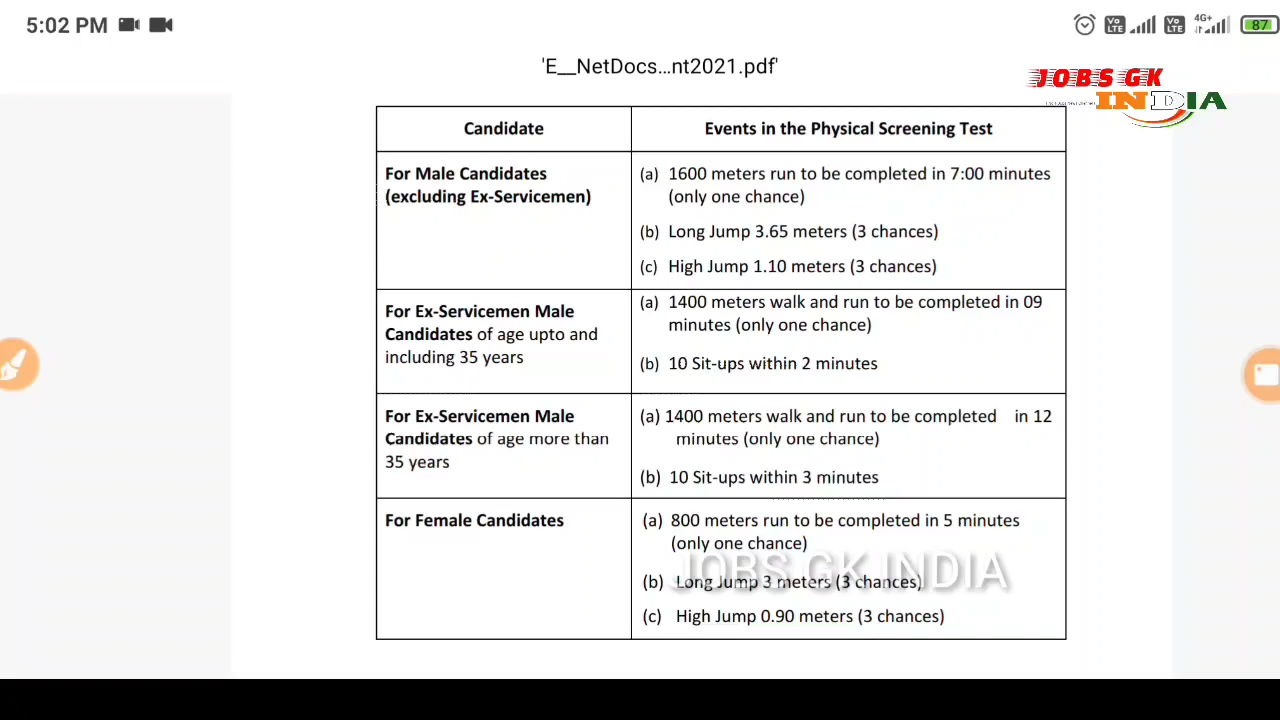 5:02 PM
Vo LTE Vo LTE 4G+ 87
'E__NetDocs...nt2021.pdf'
JOBS GK
INDIA
Candidate
Events in the Physical Screening Test
For Male Candidates
(excluding Ex-Servicemen)
(a) 1600 meters run to be completed in 7:00 minutes
(only one chance)
(b) Long Jump 3.65 meters (3 chances)
(c) High Jump 1.10 meters (3 chances)
For Ex-Servicemen Male
Candidates of age upto and
including 35 years
(a) 1400 meters walk and run to be completed in 09
minutes (only one chance)
(b) 10 Sit-ups within 2 minutes
For Ex-Servicemen Male
Candidates of age more than
35 years
(a) 1400 meters walk and run to be completed in 12
minutes (only one chance)
(b) 10 Sit-ups within 3 minutes
For Female Candidates
(a) 800 meters run to be completed in 5 minutes
(only one chance)
JOBS GK INDIA
(b) Long Jump 3 meters (3 chances)
(c) High Jump 0.90 meters (3 chances)